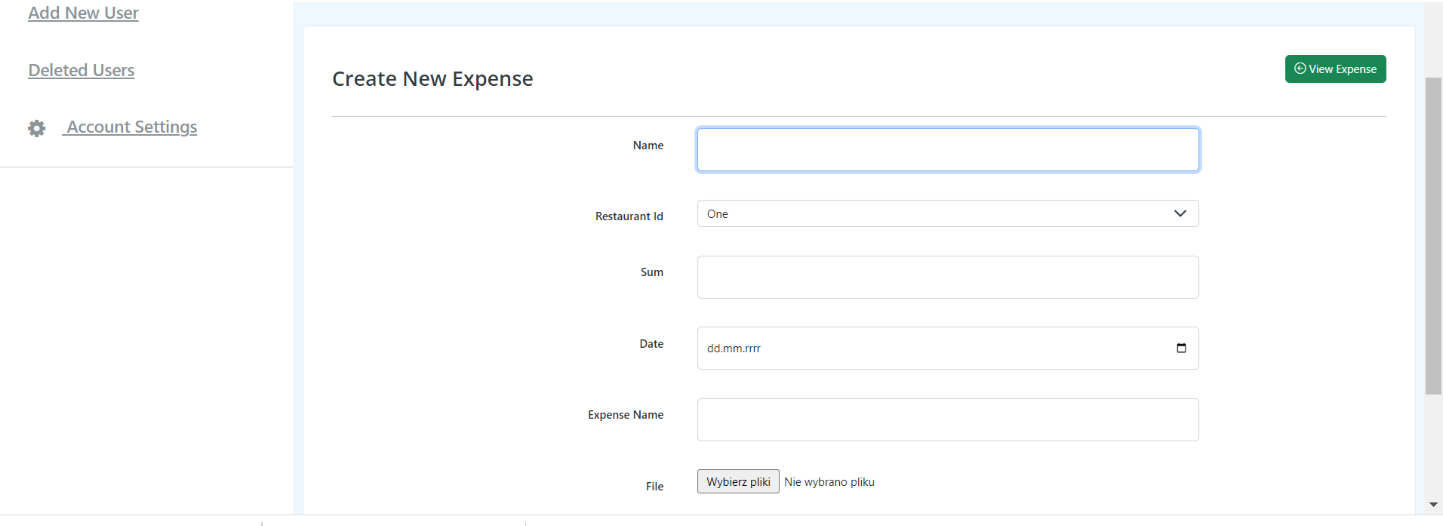 Add New User
Deleted Users
Account Settings
Create New Expense
View Expense
Name
Restaurant Id
One
Sum
Date
dd.mm.rrrr
Expense Name
File
Wybierz pliki Nie wybrano pliku